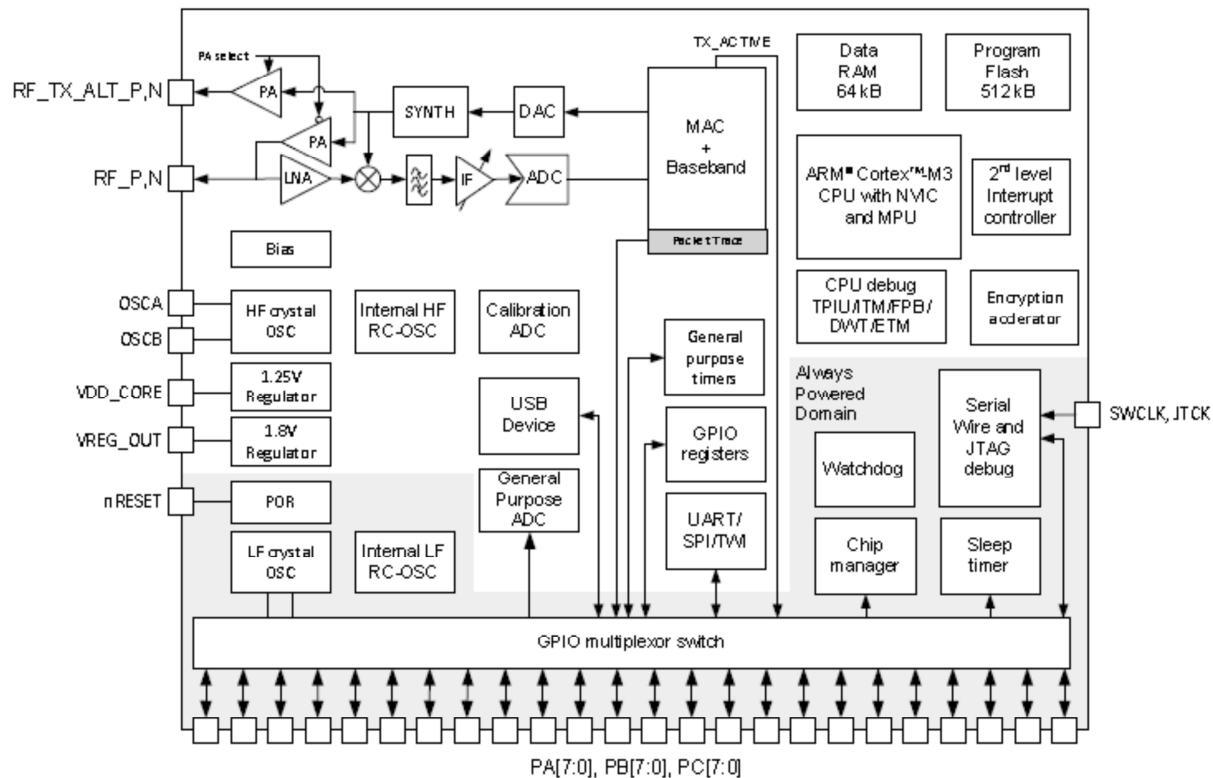 TX_ACTIVE
PA select
RF_TX_ALT_P,N
PA
SYNTH
DAC
MAC
+
Baseband
Data
RAM
64 kB
Program
Flash
512 kB
PA
RF_P,N
LNA
IF
ADC
ARM® Cortex™-M3
CPU with NVIC
and MPU
2nd level
Interrupt
controller
Packet Trace
Bias
OSCA
OSCB
HF crystal
OSC
Internal HF
RC-OSC
Calibration
ADC
CPU debug
TPIU/ITM/FPB/
DWT/ETM
Encryption
acclerator
General
purpose
timers
Always
Powered
Domain
VDD_CORE
1.25V
Regulator
USB
Device
Serial
Wire and
JTAG
debug
SWCLK, JTCK
VREG_OUT
1.8V
Regulator
GPIO
registers
Watchdog
nRESET
POR
General
Purpose
ADC
UART/
SPI/TWI
LF crystal
OSC
Internal LF
RC-OSC
Chip
manager
Sleep
timer
GPIO multiplexor switch
PA[7:0], PB[7:0], PC[7:0]